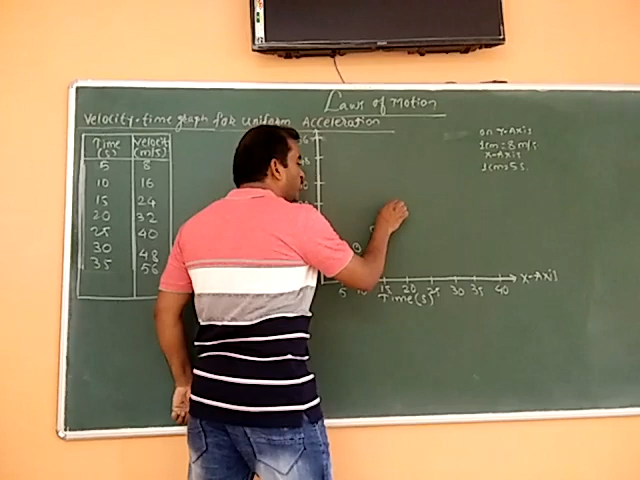 Laws of Motion
Velocity-time graph for Uniform Acceleration
Time (s) Velocity (m/s)
5 8
10 16
15 24
20 32
25 40
30 48
35 56
on Y-Axis
1cm = 8 m/s
X-Axis
1cm = 5 s
5 10 15 20 25 30 35 40 X-Axis
Time(s)